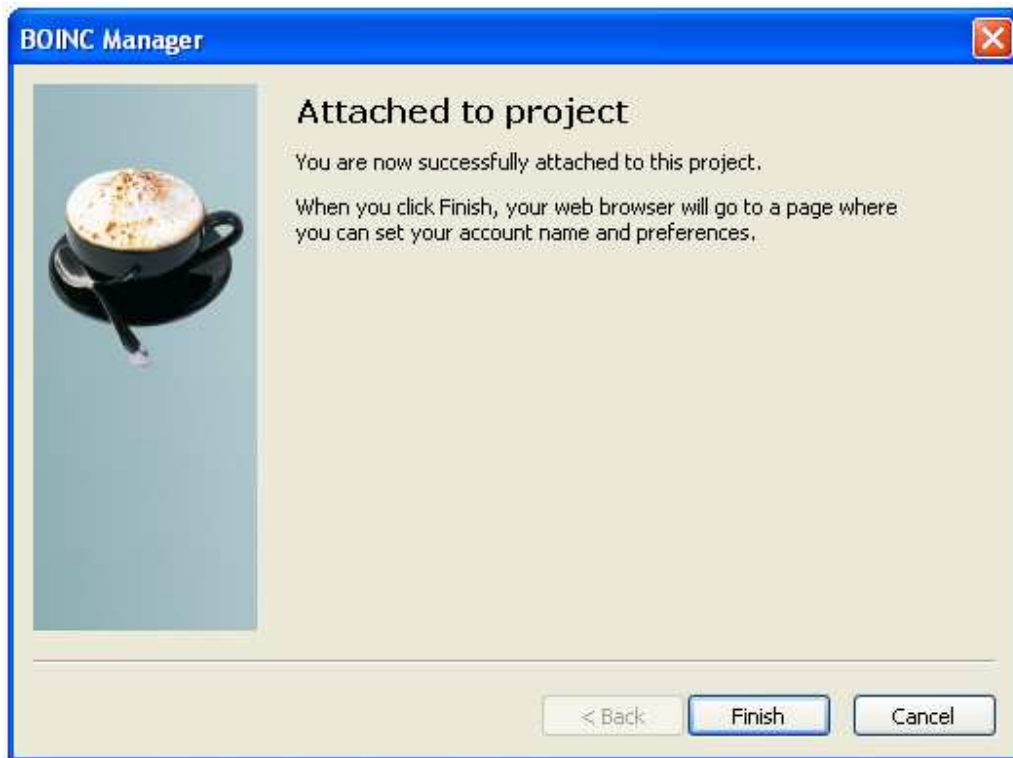 BOINC Manager
Attached to project
You are now successfully attached to this project.
When you click Finish, your web browser will go to a page where
you can set your account name and preferences.
< Back
Finish
Cancel